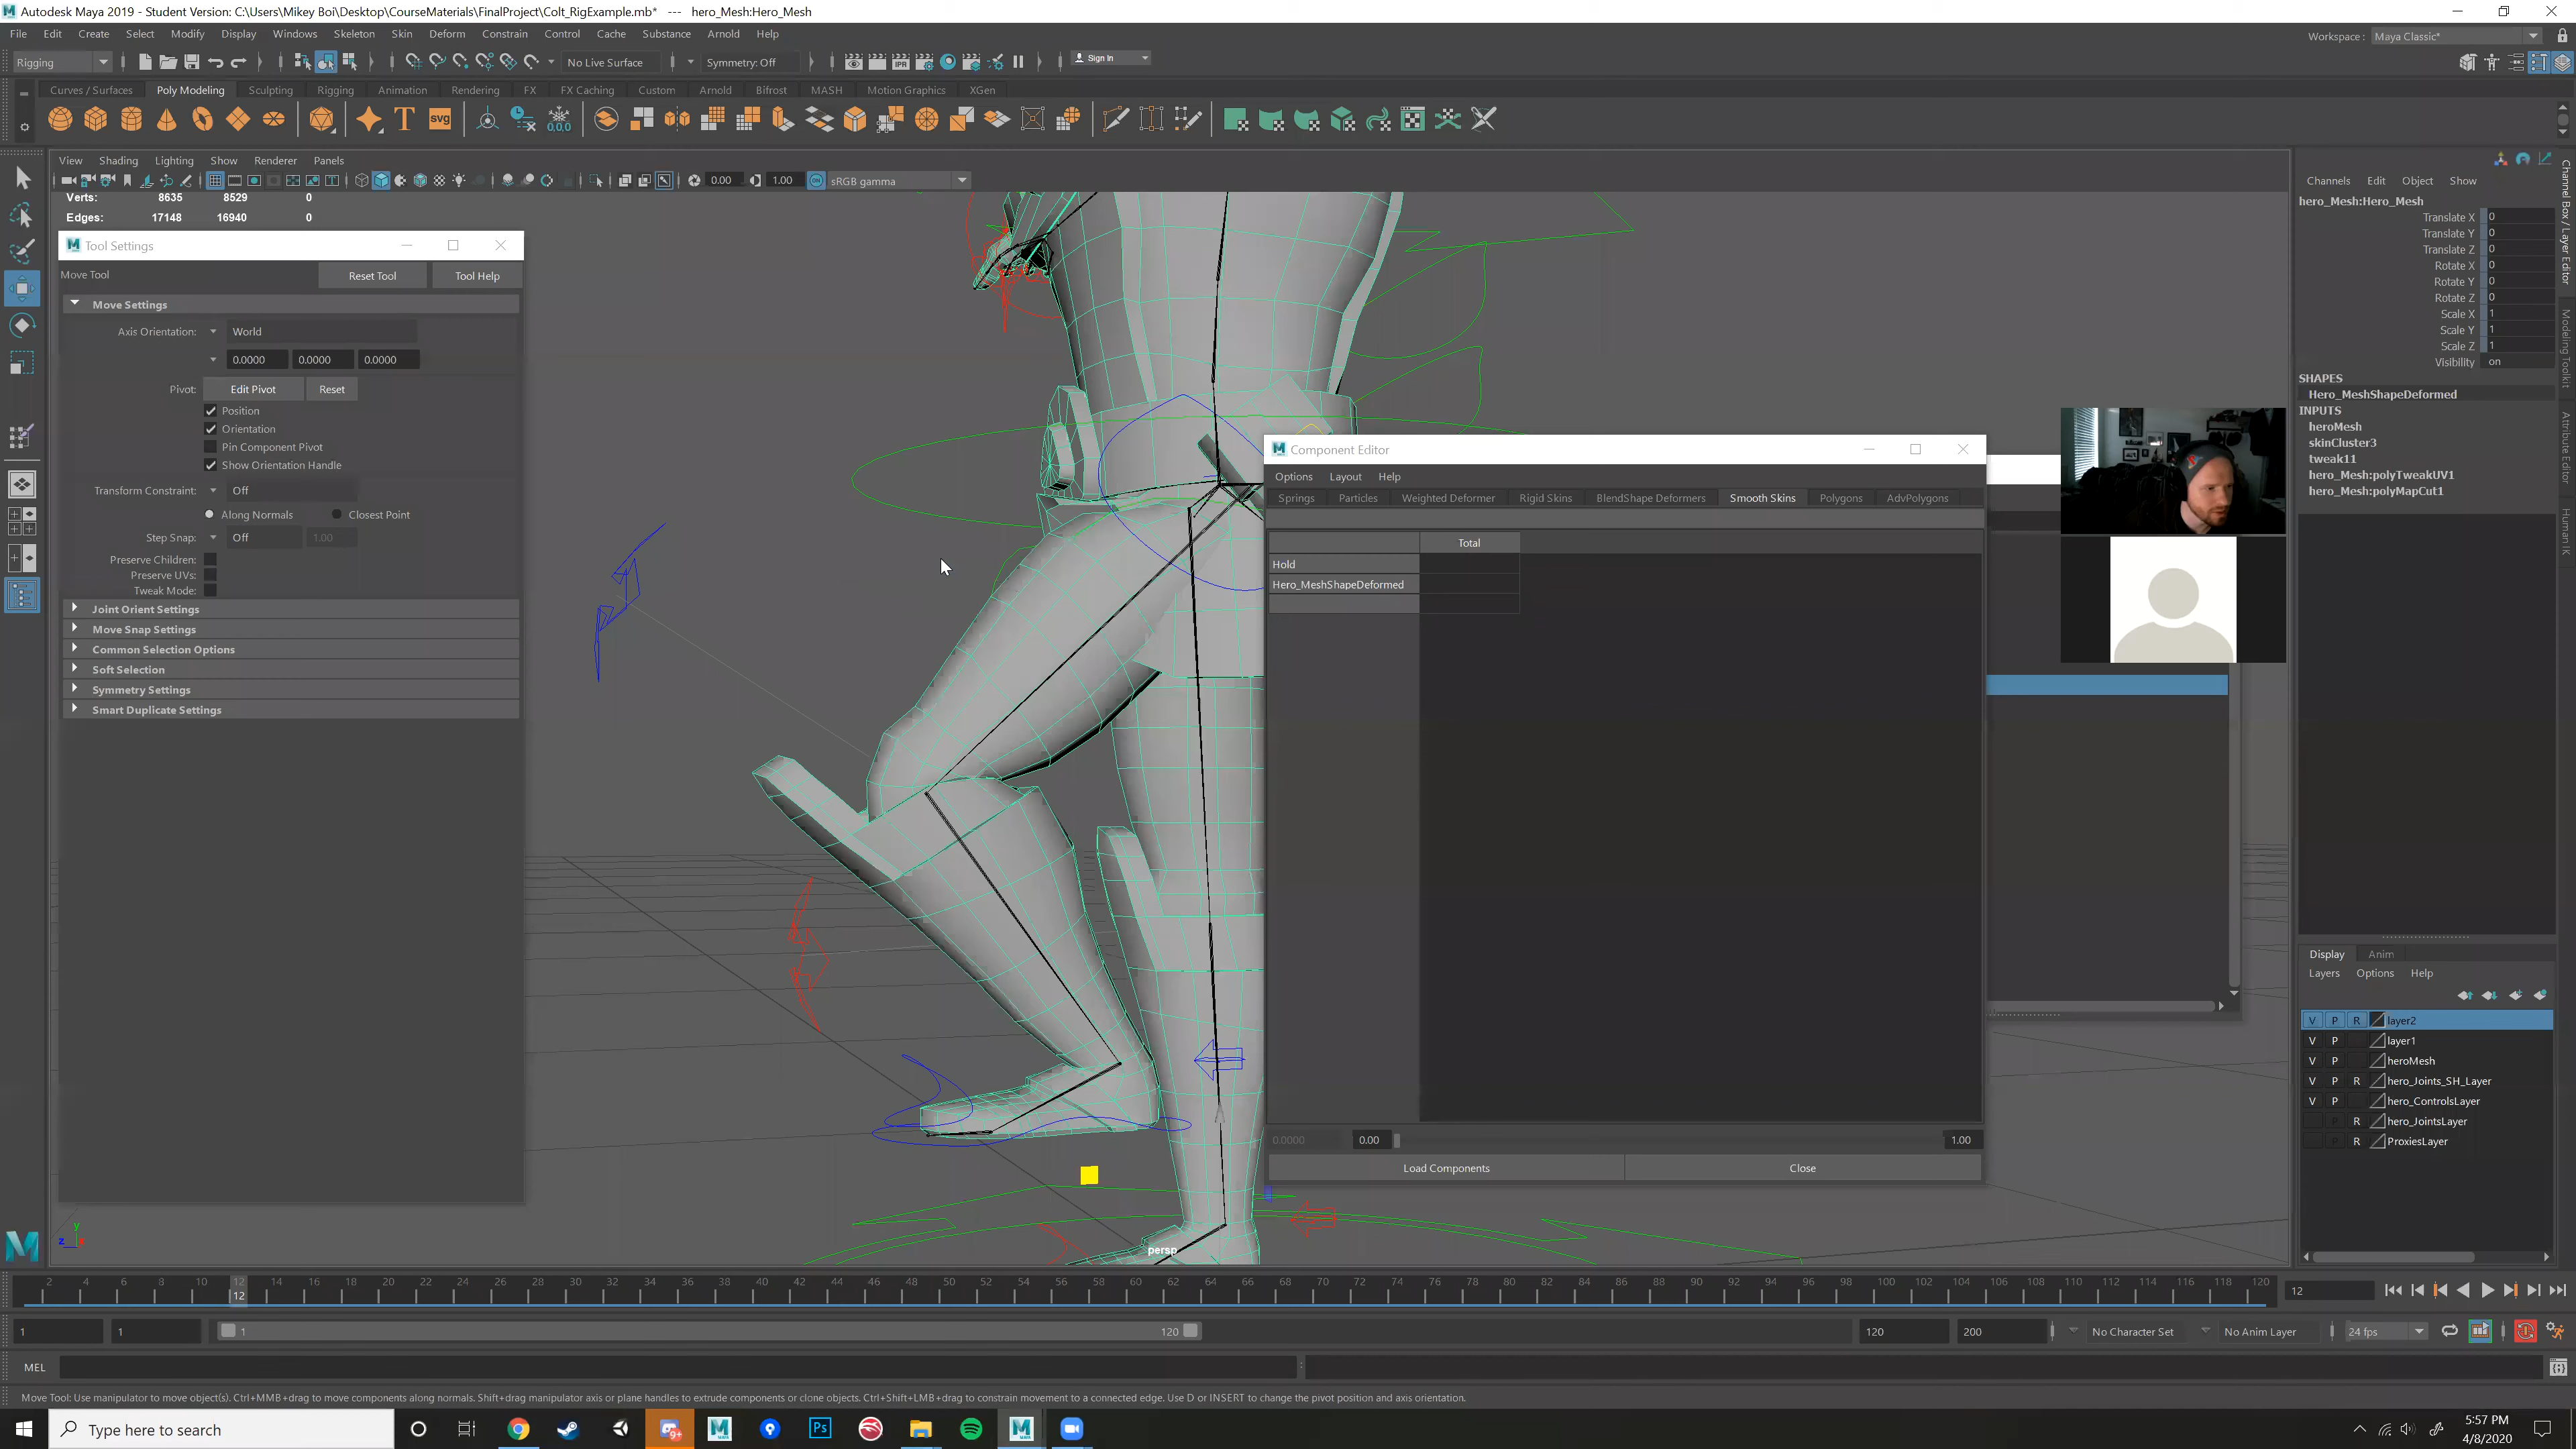 Autodesk Maya 2019 - Student Version: C:\Users\Mikey Boi\Desktop\CourseMaterials\FinalProject\Colt_RigExample.mb* --- hero_Mesh:Hero_Mesh
File Edit Create Select Modify Display Windows Skeleton Skin Deform Constrain Control Cache Substance Arnold Help
Workspace : Maya Classic*
Rigging No Live Surface Symmetry: Off Sign In
Curves / Surfaces Poly Modeling Sculpting Rigging Animation Rendering FX FX Caching Custom Arnold Bifrost MASH Motion Graphics XGen
SVG 0,0,0
View Shading Lighting Show Renderer Panels
0.00 1.00 sRGB gamma
Verts: 8635 8529 0
Edges: 17148 16940 0
Tool Settings
Move Tool Reset Tool Tool Help
Move Settings
Axis Orientation: World
0.0000 0.0000 0.0000
Pivot: Edit Pivot Reset
Position
Orientation
Pin Component Pivot
Show Orientation Handle
Transform Constraint: Off
Along Normals Closest Point
Step Snap: Off 1.00
Preserve Children:
Preserve UVs:
Tweak Mode:
Joint Orient Settings
Move Snap Settings
Common Selection Options
Soft Selection
Symmetry Settings
Smart Duplicate Settings
Component Editor
Options Layout Help
Springs Particles Weighted Deformer Rigid Skins BlendShape Deformers Smooth Skins Polygons AdvPolygons
Total
Hold
Hero_MeshShapeDeformed
0.0000 0.00 1.00
Load Components Close
persp
Channels Edit Object Show
hero_Mesh:Hero_Mesh
Translate X 0
Translate Y 0
Translate Z 0
Rotate X 0
Rotate Y 0
Rotate Z 0
Scale X 1
Scale Y 1
Scale Z 1
Visibility on
SHAPES
Hero_MeshShapeDeformed
INPUTS
heroMesh
skinCluster3
tweak11
hero_Mesh:polyTweakUV1
hero_Mesh:polyMapCut1
Channel Box / Layer Editor
Modeling Toolkit
Attribute Editor
Human IK
Display Anim
Layers Options Help
V P R layer2
V P layer1
V P heroMesh
V P R hero_Joints_SH_Layer
V P hero_ControlsLayer
P R hero_JointsLayer
P R ProxiesLayer
2 4 6 8 10 12 14 16 18 20 22 24 26 28 30 32 34 36 38 40 42 44 46 48 50 52 54 56 58 60 62 64 66 68 70 72 74 76 78 80 82 84 86 88 90 92 94 96 98 100 102 104 106 108 110 112 114 116 118 120
12 12
1 1 1 120 120 200 No Character Set No Anim Layer 24 fps
MEL
Move Tool: Use manipulator to move object(s). Ctrl+MMB+drag to move components along normals. Shift+drag manipulator axis or plane handles to extrude components or clone objects. Ctrl+Shift+LMB+drag to constrain movement to a connected edge. Use D or INSERT to change the pivot position and axis orientation.
Type here to search
5:57 PM
4/8/2020